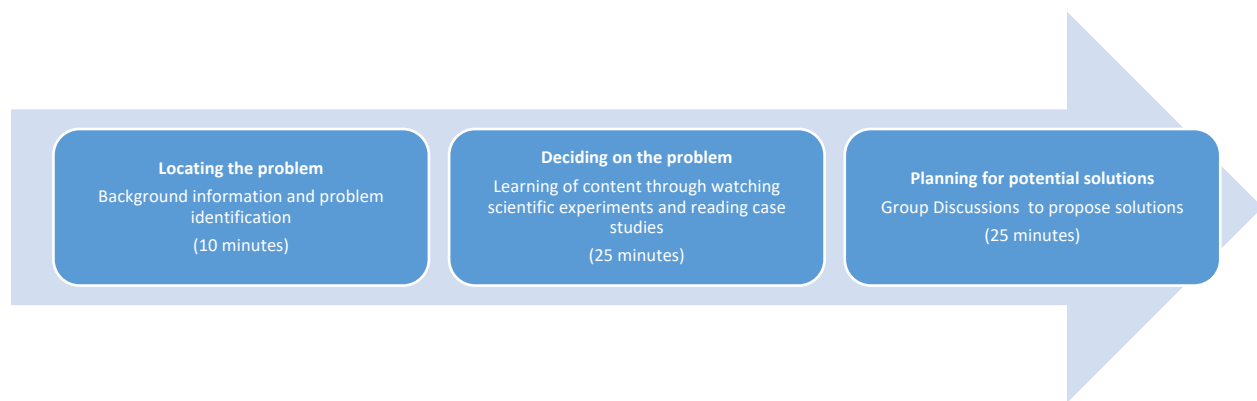 Locating the problem
Background information and problem
identification
(10 minutes)
Deciding on the problem
Learning of content through watching
scientific experiments and reading case
studies
(25 minutes)
Planning for potential solutions
Group Discussions  to propose solutions
(25 minutes)